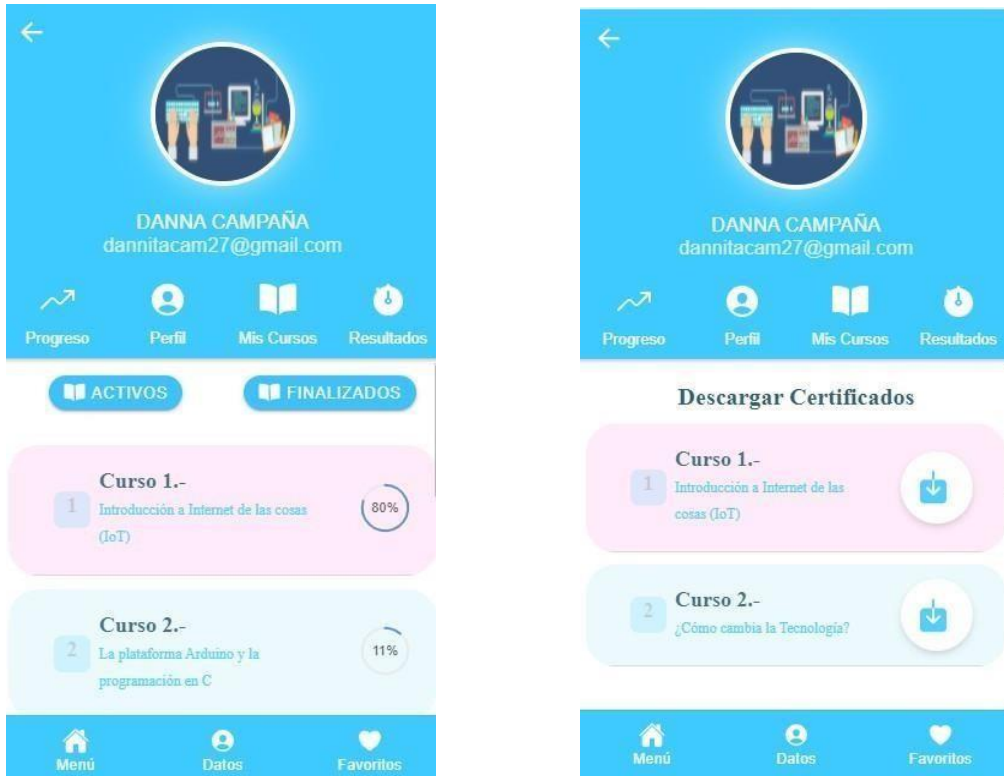 DANNA CAMPAÑA
dannitacam27@gmail.com
Progreso Perfil Mis Cursos Resultados
ACTIVOS FINALIZADOS
Curso 1.-
1 Introducción a Internet de las cosas
(IoT)
80%
Curso 2.-
2 La plataforma Arduino y la
programación en C
11%
Menú Datos Favoritos
DANNA CAMPAÑA
dannitacam27@gmail.com
Progreso Perfil Mis Cursos Resultados
Descargar Certificados
Curso 1.-
1 Introducción a Internet de las
cosas (IoT)
Curso 2.-
2 ¿Cómo cambia la Tecnología?
Menú Datos Favoritos